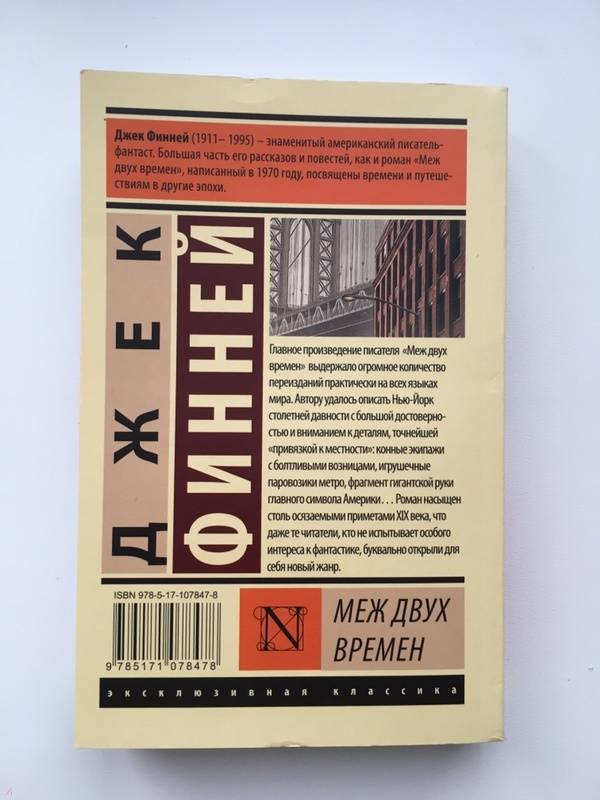 Джек Финней (1911– 1995) – знаменитый американский писатель-
фантаст. Большая часть его рассказов и повестей, как и роман «Меж
двух времен», написанный в 1970 году, посвящены времени и путеше-
ствиям в другие эпохи.
ДЖЕК
ФИННЕЙ
Главное произведение писателя «Меж двух
времен» выдержало огромное количество
переизданий практически на всех языках
мира. Автору удалось описать Нью-Йорк
столетней давности с большой достоверно-
стью и вниманием к деталям, точнейшей
«привязкой к местности»: конные экипажи
с болтливыми возницами, игрушечные
паровозики метро, фрагмент гигантской руки
главного символа Америки… Роман насыщен
столь осязаемыми приметами XIX века, что
даже те читатели, кто не испытывает особого
интереса к фантастике, буквально открыли для
себя новый жанр.
ISBN 978-5-17-107847-8
9 785171 078478
N
МЕЖ ДВУХ
ВРЕМЕН
эксклюзивная классика